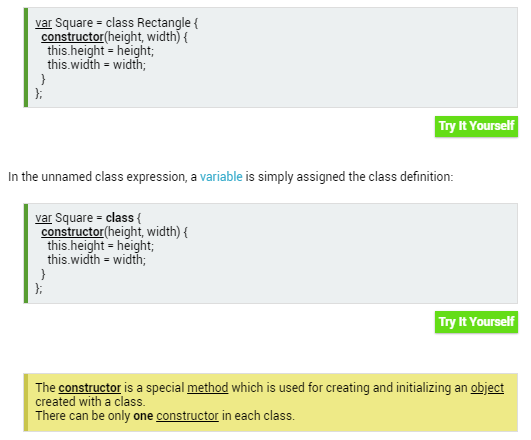 var Square = class Rectangle {
constructor(height, width) {
this.height = height;
this.width = width;
}
};
Try It Yourself
In the unnamed class expression, a variable is simply assigned the class definition:
var Square = class {
constructor(height, width) {
this.height = height;
this.width = width;
}
};
Try It Yourself
The constructor is a special method which is used for creating and initializing an object
created with a class.
There can be only one constructor in each class.